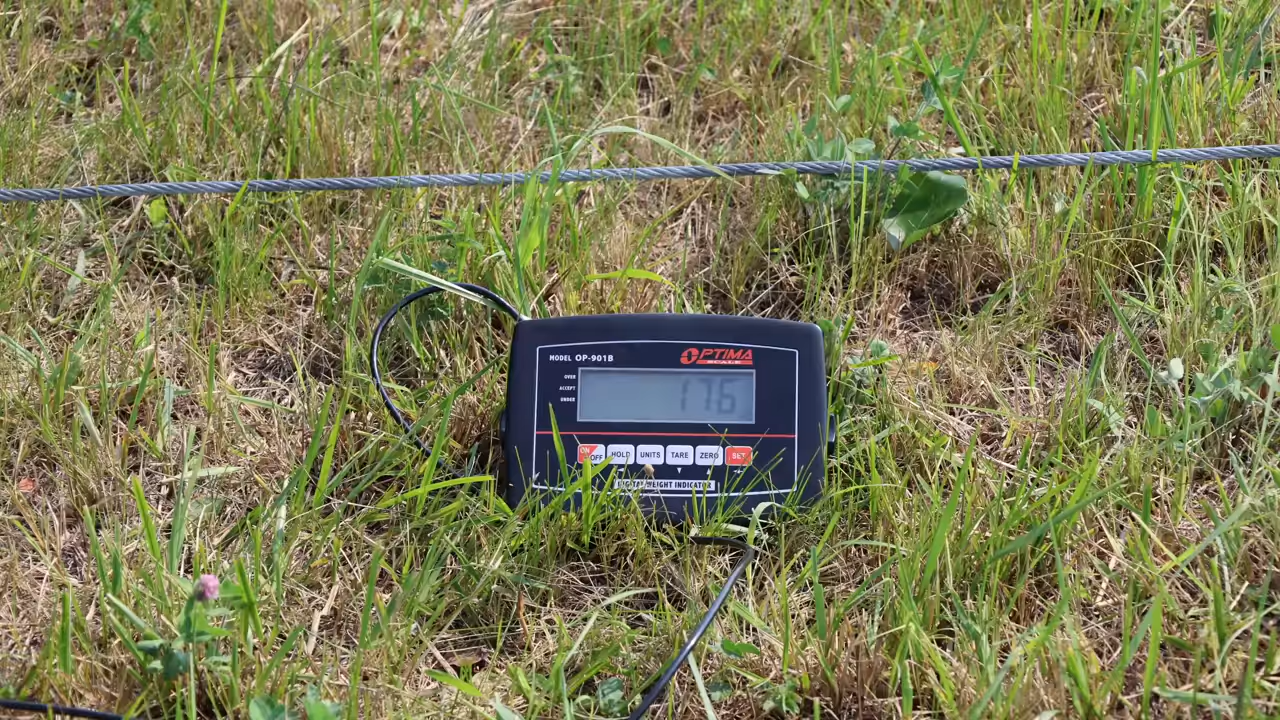 MODEL OP-901B
OPTIMA
SCALE
OVER
ACCEPT
UNDER
176
ON
OFF
HOLD
UNITS
TARE
ZERO
SET
DIGITAL WEIGHT INDICATOR